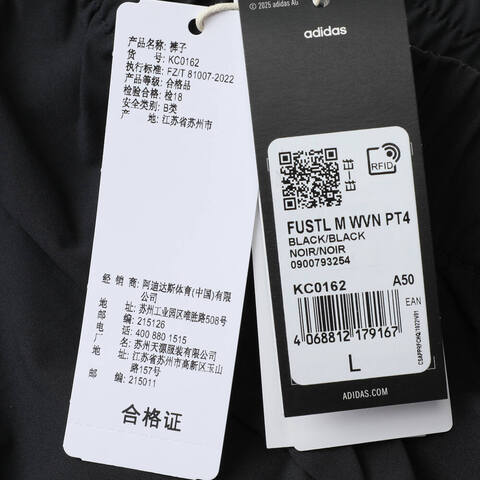 产品名称: 裤子
货 号: KC0162
执行标准: FZ/T 81007-2022
产品等级: 合格品
检验合格: 检18
安全类别: B类
产 地: 江苏省苏州市
经 销 商: 阿迪达斯体育(中国)有限
公司
地 址: 苏州工业园区唯胜路508号
邮 编: 215126
电 话: 400 880 1515
厂 名: 苏州天源服装有限公司
地 址: 江苏省苏州市高新区玉山
路157号
邮 编: 215011
合格证
© 2025 adidas AG
adidas
RFID
FUSTL M WVN PT4
BLACK/BLACK
NOIR/NOIR
0900793254
KC0162 A50
4 068812 179167
L
ADIDAS.COM